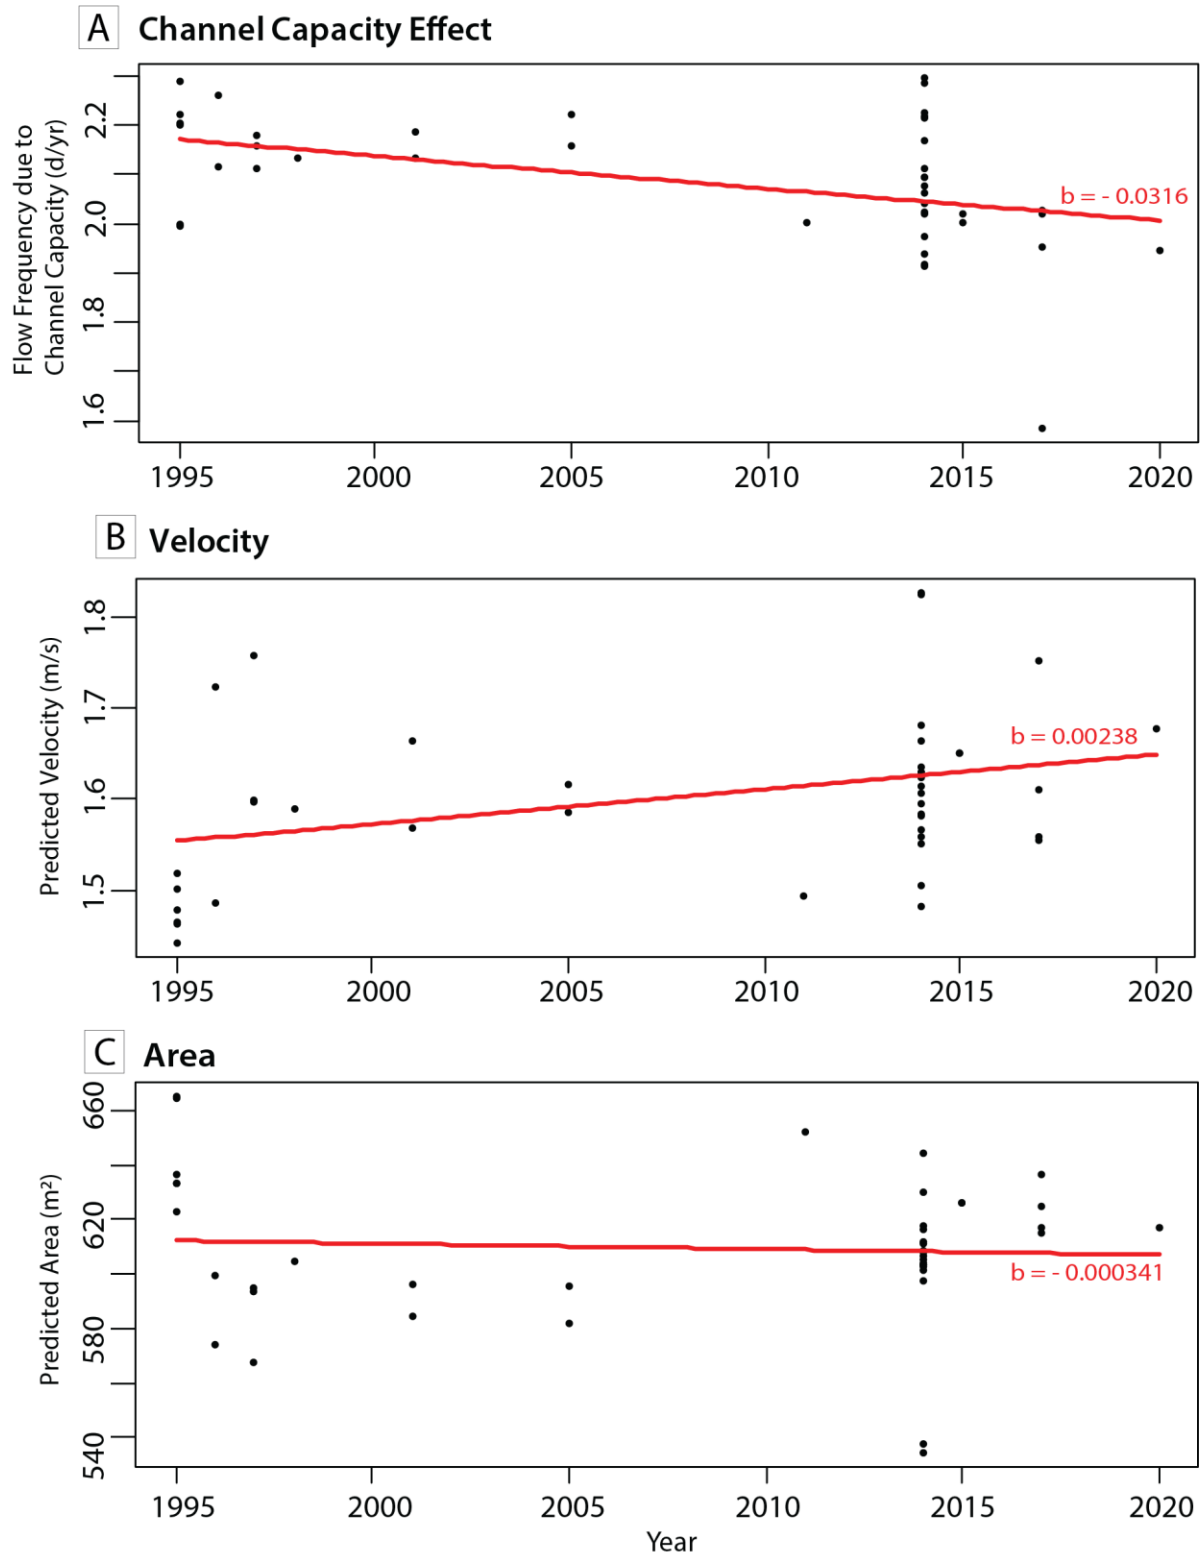 A Channel Capacity Effect
Flow Frequency due to
Channel Capacity (d/yr)
2.2
2.0
1.8
1.6
b = - 0.0316
1995 2000 2005 2010 2015 2020
B Velocity
Predicted Velocity (m/s)
1.8
1.7
1.6
1.5
b = 0.00238
1995 2000 2005 2010 2015 2020
C Area
Predicted Area (m²)
660
620
580
540
b = - 0.000341
1995 2000 2005 2010 2015 2020
Year